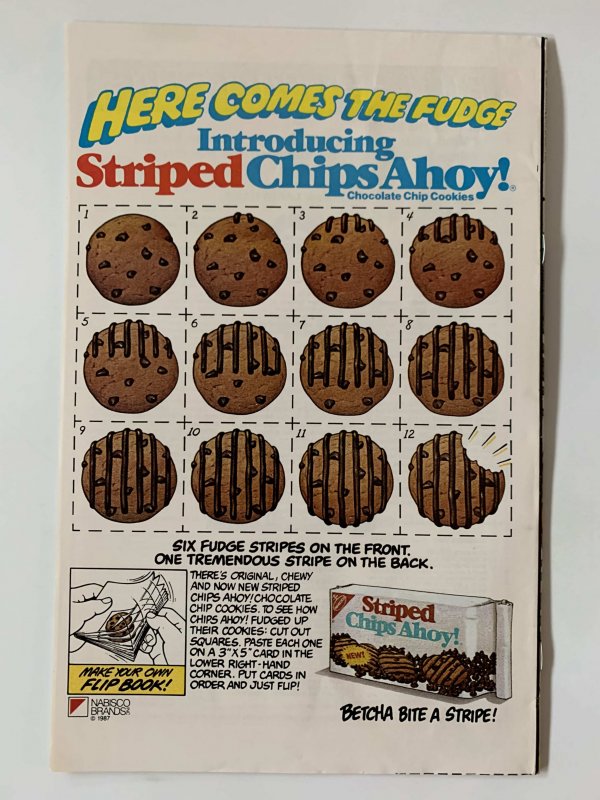 HERE COMES THE FUDGE
Introducing
Striped Chips Ahoy!®
Chocolate Chip Cookies
1 2 3 4
5 6 7 8
9 10 11 12
SIX FUDGE STRIPES ON THE FRONT.
ONE TREMENDOUS STRIPE ON THE BACK.
THERE'S ORIGINAL, CHEWY
AND NOW NEW STRIPED
CHIPS AHOY! CHOCOLATE
CHIP COOKIES. TO SEE HOW
CHIPS AHOY! FUDGED UP
THEIR COOKIES: CUT OUT
SQUARES. PASTE EACH ONE
ON A 3"X5" CARD IN THE
LOWER RIGHT-HAND
CORNER. PUT CARDS IN
ORDER AND JUST FLIP!
MAKE YOUR OWN
FLIP BOOK!
NABISCO
BRANDS
© 1987
Striped
Chips Ahoy!
NEW!
BETCHA BITE A STRIPE!